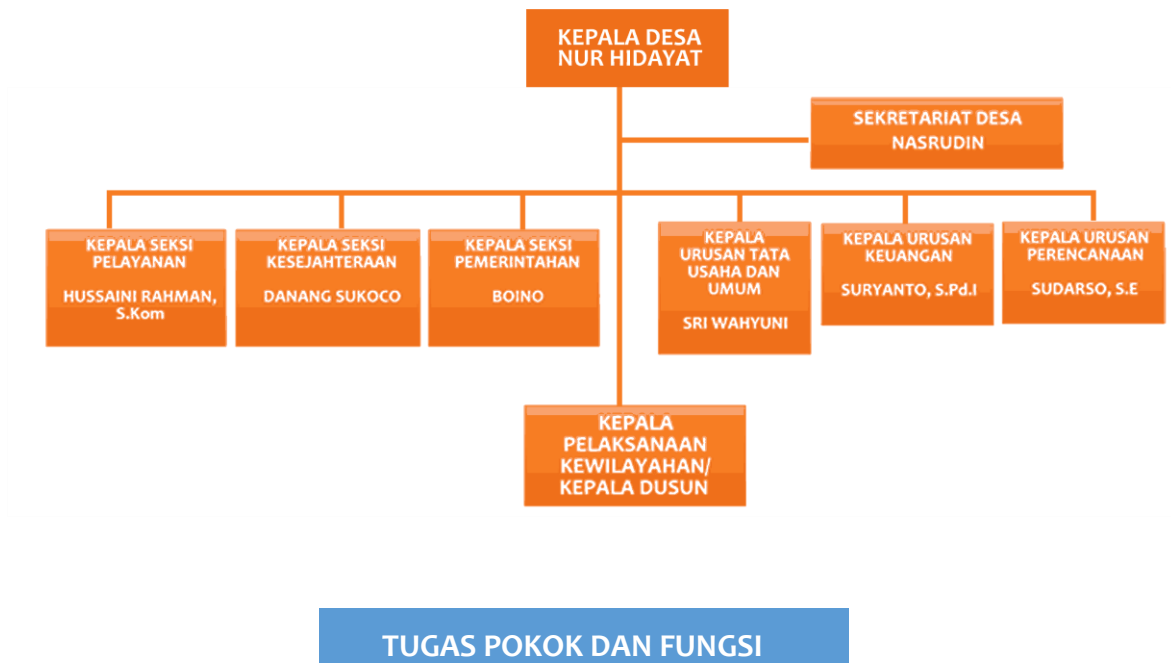 KEPALA DESA
NUR HIDAYAT
SEKRETARIAT DESA
NASRUDIN
KEPALA SEKSI
PELAYANAN
HUSSAINI RAHMAN,
S.Kom
KEPALA SEKSI
KESEJAHTERAAN
DANANG SUKOCO
KEPALA SEKSI
PEMERINTAHAN
BOINO
KEPALA
URUSAN TATA
USAHA DAN
UMUM
SRI WAHYUNI
KEPALA URUSAN
KEUANGAN
SURYANTO, S.Pd.I
KEPALA URUSAN
PERENCANAAN
SUDARSO, S.E
KEPALA
PELAKSANAAN
KEWILAYAHAN/
KEPALA DUSUN
TUGAS POKOK DAN FUNGSI